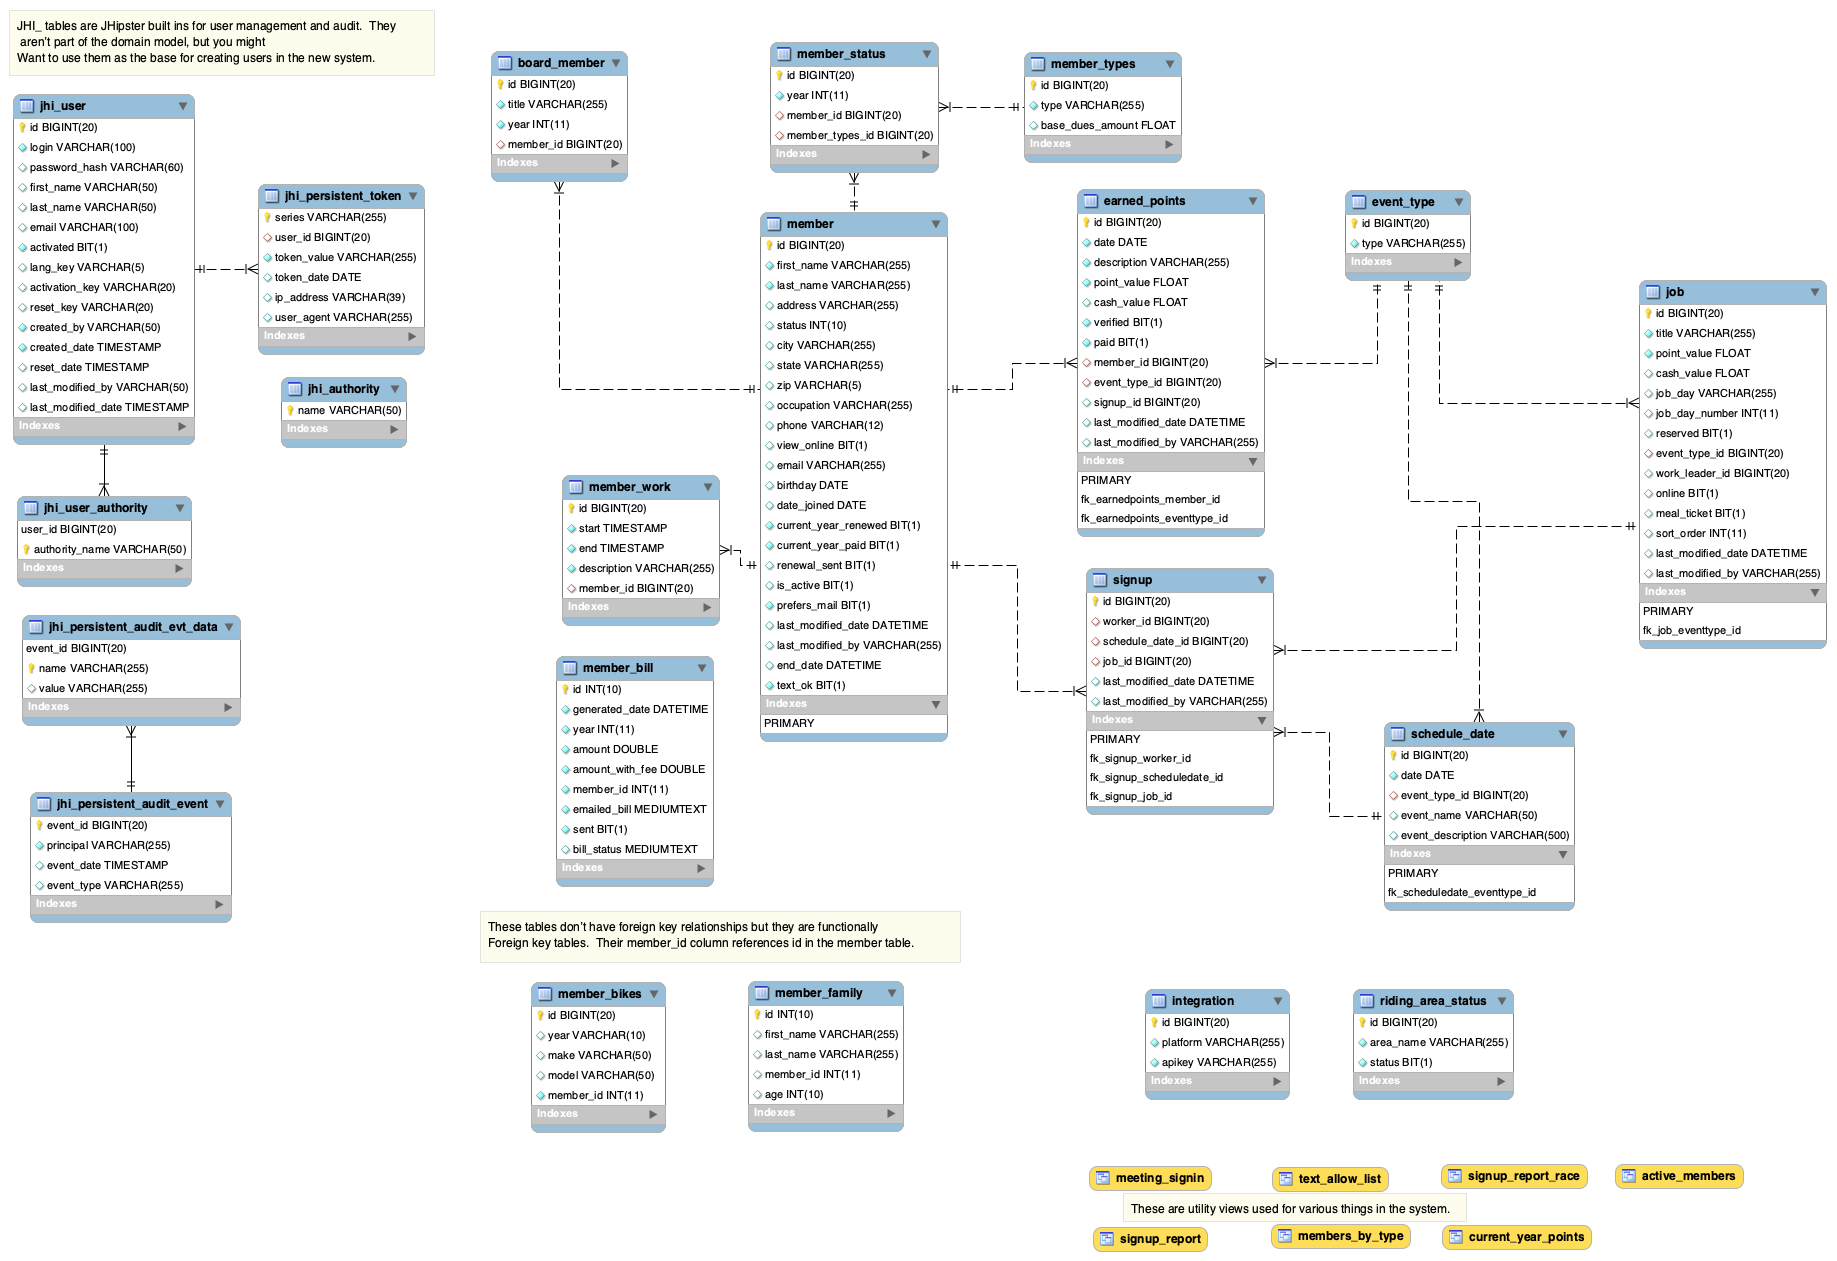 JHI_ tables are JHipster built ins for user management and audit.  They
aren't part of the domain model, but you might
Want to use them as the base for creating users in the new system.
jhi_user
id BIGINT(20)
login VARCHAR(100)
password_hash VARCHAR(60)
first_name VARCHAR(50)
last_name VARCHAR(50)
email VARCHAR(100)
activated BIT(1)
lang_key VARCHAR(5)
activation_key VARCHAR(20)
reset_key VARCHAR(20)
created_by VARCHAR(50)
created_date TIMESTAMP
reset_date TIMESTAMP
last_modified_by VARCHAR(50)
last_modified_date TIMESTAMP
Indexes
jhi_persistent_token
series VARCHAR(255)
user_id BIGINT(20)
token_value VARCHAR(255)
token_date DATE
ip_address VARCHAR(39)
user_agent VARCHAR(255)
Indexes
jhi_authority
name VARCHAR(50)
Indexes
jhi_user_authority
user_id BIGINT(20)
authority_name VARCHAR(50)
Indexes
jhi_persistent_audit_evt_data
event_id BIGINT(20)
name VARCHAR(255)
value VARCHAR(255)
Indexes
jhi_persistent_audit_event
event_id BIGINT(20)
principal VARCHAR(255)
event_date TIMESTAMP
event_type VARCHAR(255)
Indexes
board_member
id BIGINT(20)
title VARCHAR(255)
year INT(11)
member_id BIGINT(20)
Indexes
member_status
id BIGINT(20)
year INT(11)
member_id BIGINT(20)
member_types_id BIGINT(20)
Indexes
member_types
id BIGINT(20)
type VARCHAR(255)
base_dues_amount FLOAT
Indexes
member
id BIGINT(20)
first_name VARCHAR(255)
last_name VARCHAR(255)
address VARCHAR(255)
status INT(10)
city VARCHAR(255)
state VARCHAR(255)
zip VARCHAR(5)
occupation VARCHAR(255)
phone VARCHAR(12)
view_online BIT(1)
email VARCHAR(255)
birthday DATE
date_joined DATE
current_year_renewed BIT(1)
current_year_paid BIT(1)
renewal_sent BIT(1)
is_active BIT(1)
prefers_mail BIT(1)
last_modified_date DATETIME
last_modified_by VARCHAR(255)
end_date DATETIME
text_ok BIT(1)
Indexes
PRIMARY
member_work
id BIGINT(20)
start TIMESTAMP
end TIMESTAMP
description VARCHAR(255)
member_id BIGINT(20)
Indexes
member_bill
id INT(10)
generated_date DATETIME
year INT(11)
amount DOUBLE
amount_with_fee DOUBLE
member_id INT(11)
emailed_bill MEDIUMTEXT
sent BIT(1)
bill_status MEDIUMTEXT
Indexes
earned_points
id BIGINT(20)
date DATE
description VARCHAR(255)
point_value FLOAT
cash_value FLOAT
verified BIT(1)
paid BIT(1)
member_id BIGINT(20)
event_type_id BIGINT(20)
signup_id BIGINT(20)
last_modified_date DATETIME
last_modified_by VARCHAR(255)
Indexes
PRIMARY
fk_earnedpoints_member_id
fk_earnedpoints_eventtype_id
event_type
id BIGINT(20)
type VARCHAR(255)
Indexes
job
id BIGINT(20)
title VARCHAR(255)
point_value FLOAT
cash_value FLOAT
job_day VARCHAR(255)
job_day_number INT(11)
reserved BIT(1)
event_type_id BIGINT(20)
work_leader_id BIGINT(20)
online BIT(1)
meal_ticket BIT(1)
sort_order INT(11)
last_modified_date DATETIME
last_modified_by VARCHAR(255)
Indexes
PRIMARY
fk_job_eventtype_id
signup
id BIGINT(20)
worker_id BIGINT(20)
schedule_date_id BIGINT(20)
job_id BIGINT(20)
last_modified_date DATETIME
last_modified_by VARCHAR(255)
Indexes
PRIMARY
fk_signup_worker_id
fk_signup_scheduledate_id
fk_signup_job_id
schedule_date
id BIGINT(20)
date DATE
event_type_id BIGINT(20)
event_name VARCHAR(50)
event_description VARCHAR(500)
Indexes
PRIMARY
fk_scheduledate_eventtype_id
These tables don't have foreign key relationships but they are functionally
Foreign key tables.  Their member_id column references id in the member table.
member_bikes
id BIGINT(20)
year VARCHAR(10)
make VARCHAR(50)
model VARCHAR(50)
member_id INT(11)
Indexes
member_family
id INT(10)
first_name VARCHAR(255)
last_name VARCHAR(255)
member_id INT(11)
age INT(10)
Indexes
integration
id BIGINT(20)
platform VARCHAR(255)
apikey VARCHAR(255)
Indexes
riding_area_status
id BIGINT(20)
area_name VARCHAR(255)
status BIT(1)
Indexes
meeting_signin
text_allow_list
signup_report_race
active_members
These are utility views used for various things in the system.
signup_report
members_by_type
current_year_points